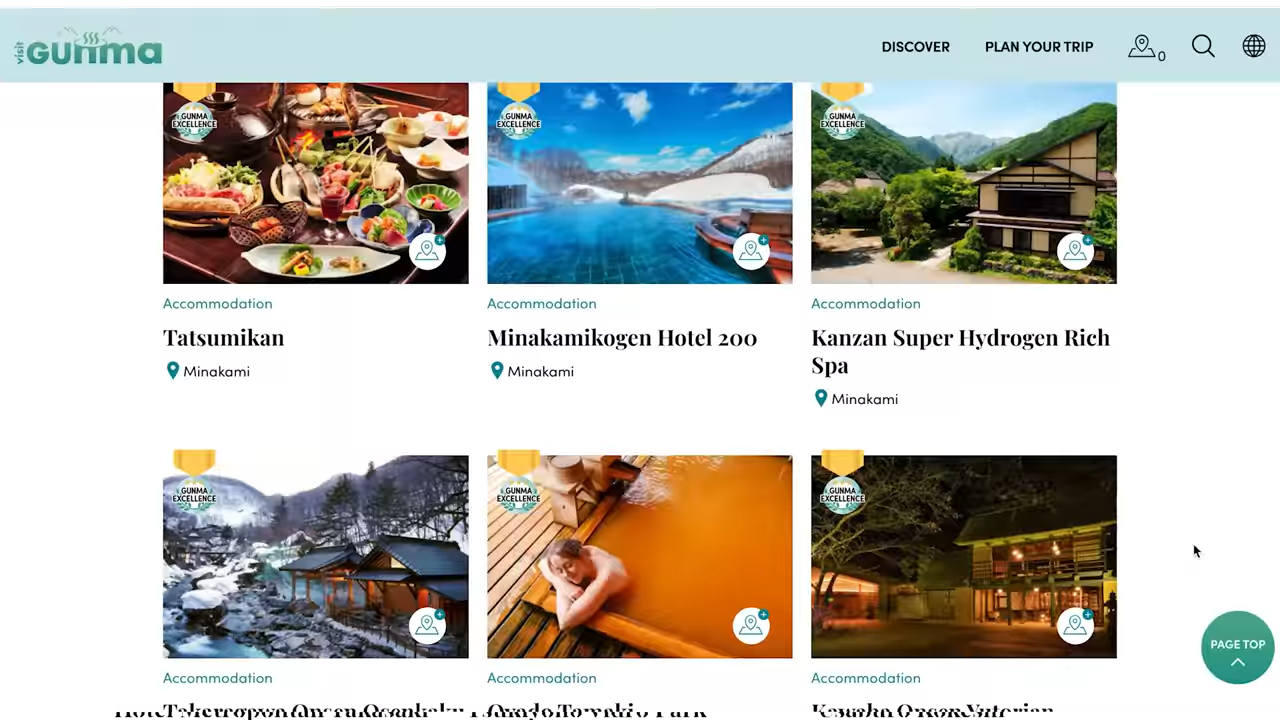 visit GUNMA
DISCOVER
PLAN YOUR TRIP
0
GUNMA EXCELLENCE
GUNMA EXCELLENCE
GUNMA EXCELLENCE
Accommodation
Accommodation
Accommodation
Tatsumikan
Minakamikogen Hotel 200
Kanzan Super Hydrogen Rich
Spa
Minakami
Minakami
Minakami
GUNMA EXCELLENCE
GUNMA EXCELLENCE
GUNMA EXCELLENCE
PAGE TOP
Accommodation
Accommodation
Accommodation